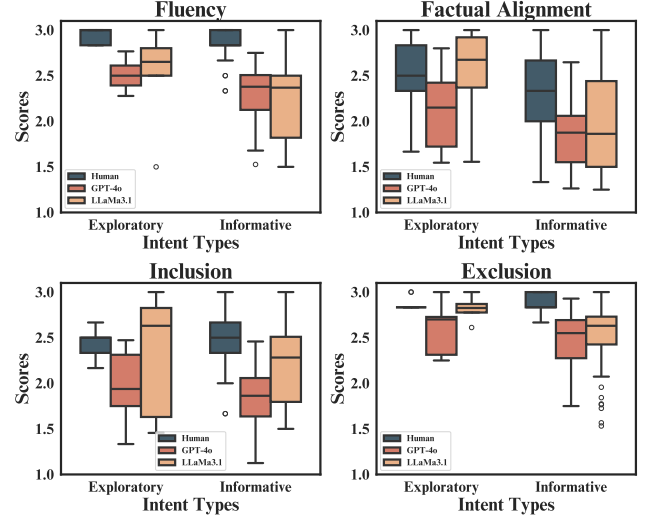 Fluency
3.0
2.5
2.0
1.5
1.0
Scores
Human
GPT-4o
LLaMa3.1
Exploratory
Informative
Intent Types
Factual Alignment
3.0
2.5
2.0
1.5
1.0
Scores
Human
GPT-4o
LLaMa3.1
Exploratory
Informative
Intent Types
Inclusion
3.0
2.5
2.0
1.5
1.0
Scores
Human
GPT-4o
LLaMa3.1
Exploratory
Informative
Intent Types
Exclusion
3.0
2.5
2.0
1.5
1.0
Scores
Human
GPT-4o
LLaMa3.1
Exploratory
Informative
Intent Types